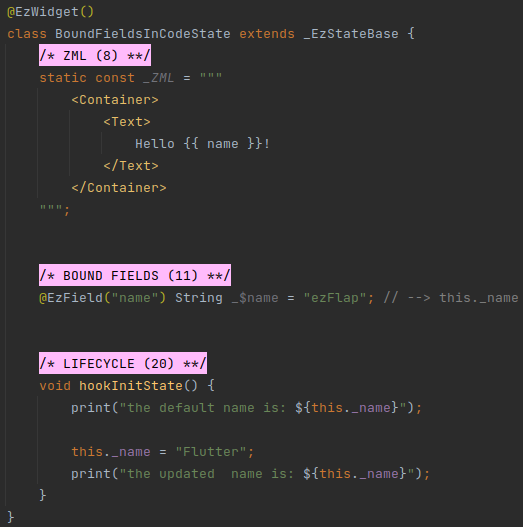 @EzWidget()
class BoundFieldsInCodeState extends _EzStateBase {
/* ZML (8) **/
static const _ZML = """
<Container>
<Text>
Hello {{ name }}!
</Text>
</Container>
""";
/* BOUND FIELDS (11) **/
@EzField("name") String _$name = "ezFlap"; // --> this._name
/* LIFECYCLE (20) **/
void hookInitState() {
print("the default name is: ${this._name}");
this._name = "Flutter";
print("the updated  name is: ${this._name}");
}
}